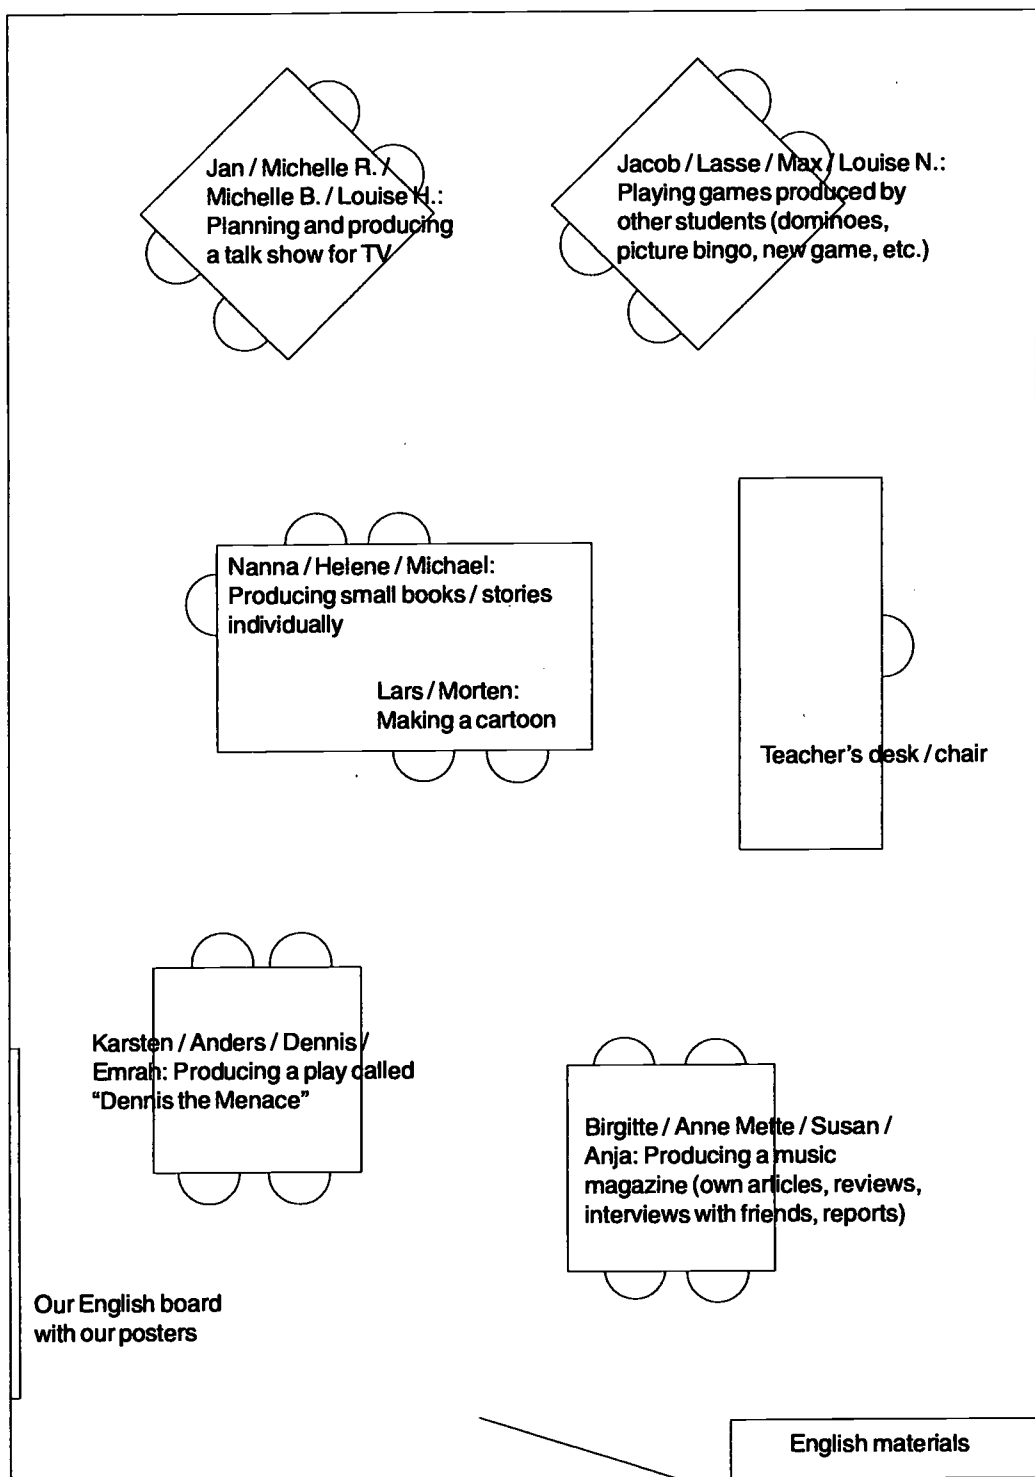 Jan / Michelle R. /
Michelle B. / Louise H.:
Planning and producing
a talk show for TV
Jacob / Lasse / Max / Louise N.:
Playing games produced by
other students (dominoes,
picture bingo, new game, etc.)
Nanna / Helene / Michael:
Producing small books / stories
individually
Lars / Morten:
Making a cartoon
Teacher's desk / chair
Karsten / Anders / Dennis /
Emrah: Producing a play called
“Dennis the Menace”
Birgitte / Anne Mette / Susan /
Anja: Producing a music
magazine (own articles, reviews,
interviews with friends, reports)
Our English board
with our posters
English materials